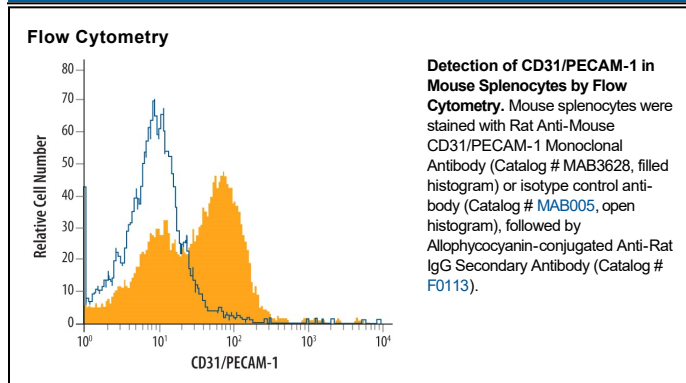 Flow Cytometry
Relative Cell Number
80
70
60
50
40
30
20
10
0
10⁰
10¹
10²
10³
10⁴
CD31/PECAM-1
Detection of CD31/PECAM-1 in
Mouse Splenocytes by Flow
Cytometry. Mouse splenocytes were
stained with Rat Anti-Mouse
CD31/PECAM-1 Monoclonal
Antibody (Catalog # MAB3628, filled
histogram) or isotype control anti-
body (Catalog # MAB005, open
histogram), followed by
Allophycocyanin-conjugated Anti-Rat
IgG Secondary Antibody (Catalog #
F0113).